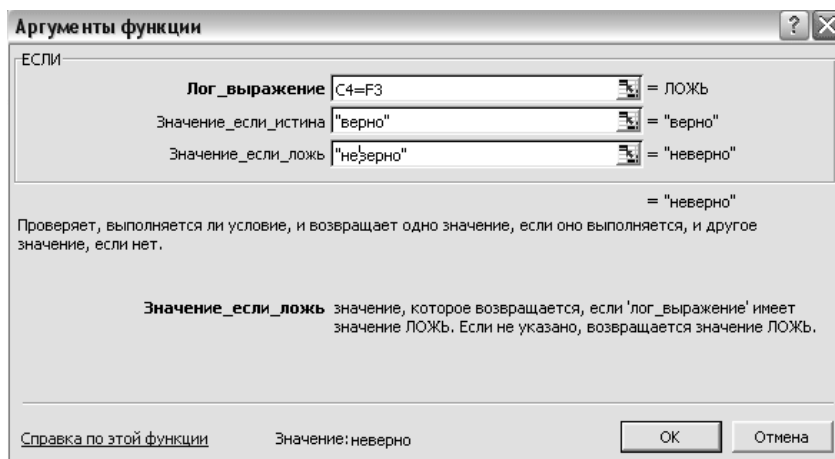 Аргументы функции
ЕСЛИ
Лог_выражение C4=F3 = ЛОЖЬ
Значение_если_истина "верно" = "верно"
Значение_если_ложь "неверно" = "неверно"
= "неверно"
Проверяет, выполняется ли условие, и возвращает одно значение, если оно выполняется, и другое
значение, если нет.
Значение_если_ложь значение, которое возвращается, если 'лог_выражение' имеет
значение ЛОЖЬ. Если не указано, возвращается значение ЛОЖЬ.
Справка по этой функции Значение: неверно ОК Отмена